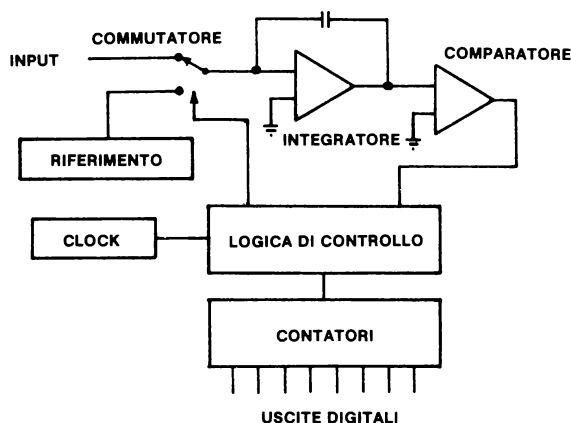 COMMUTATORE
INPUT
COMPARATORE
INTEGRATORE
RIFERIMENTO
CLOCK
LOGICA DI CONTROLLO
CONTATORI
USCITE DIGITALI